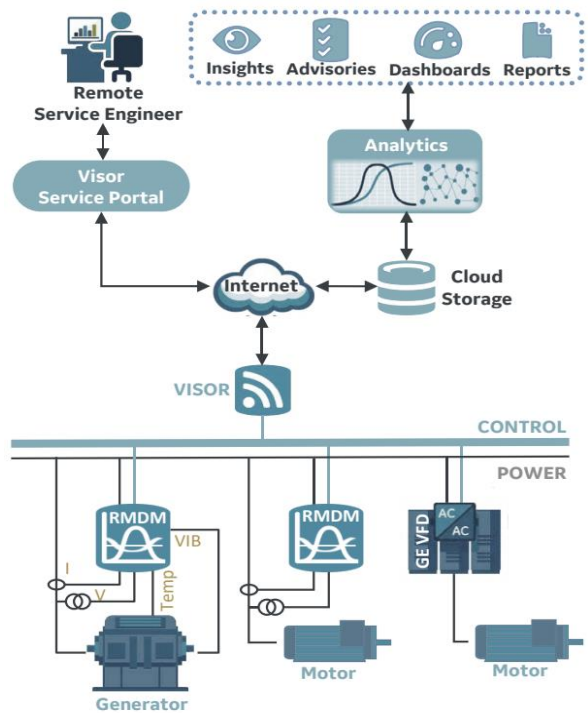 Insights Advisories Dashboards Reports
Remote
Service Engineer
Analytics
Visor
Service Portal
Internet
Cloud
Storage
VISOR
CONTROL
POWER
RMDM
RMDM
AC
AC
GE VFD
VIB
I
V
Temp
Generator
Motor
Motor